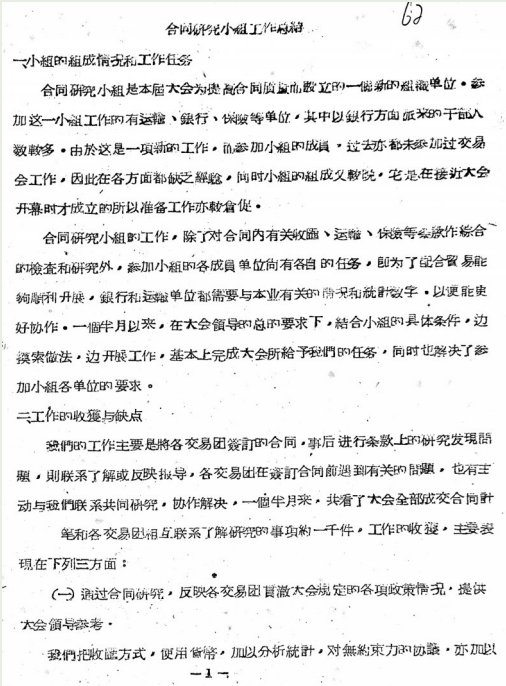 62
合同研究小組工作总結
一、小組的組成情况和工作任务
合同研究小組是本屆大会为提高合同質量而設立的一個新的組織单位。参
加这一小組工作的有运輸、銀行、保險等单位，其中以銀行方面派来的干部人
数較多。由於这是一項新的工作，而参加小組的成員，过去亦都未参加过交易
会工作，因此在各方面都缺乏經驗，同时小組的組成又較晚，它是在接近大会
开幕时才成立的所以准备工作亦較倉促。
合同研究小組的工作，除了对合同內有关收匯、运輸、保險等条款作綜合
的檢查和研究外，参加小組的各成員单位尚有各自的任务，即为了配合貿易能
夠順利开展，銀行和运輸单位都需要与本业有关的情况和統計数字。以便能更
好协作。一個半月以来，在大会領导的总的要求下，結合小組的具体条件，边
摸索做法，边开展工作，基本上完成大会所給予我們的任务，同时也解决了参
加小組各单位的要求。
二、工作的收獲与缺点
我們的工作主要是將各交易团簽訂的合同，事后进行条款上的研究发現問
題，則联系了解或反映指导，各交易团在簽訂合同前遇到有关的問題，也有主
动与我們联系共同研究，协作解决，一個半月来，共看了大会全部成交合同計
笔和各交易团相互联系了解研究的事項約一千件，工作的收獲，主要表
現在下列三方面：
（一）通过合同研究，反映各交易团貫澈大会規定的各項政策情况，提供
大会領导参考。
我們把收匯方式，使用貨幣，加以分析統計，对無約束力的协議，亦加以
—1—